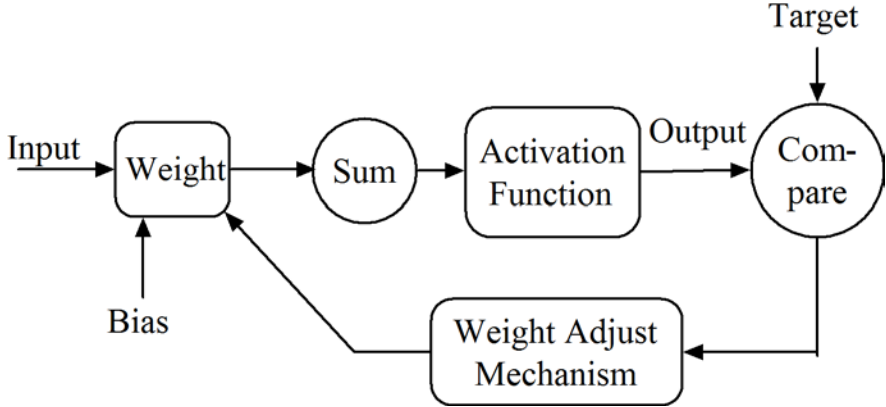 Target
Input
Weight
Sum
Activation
Function
Output
Com-
pare
Bias
Weight Adjust
Mechanism